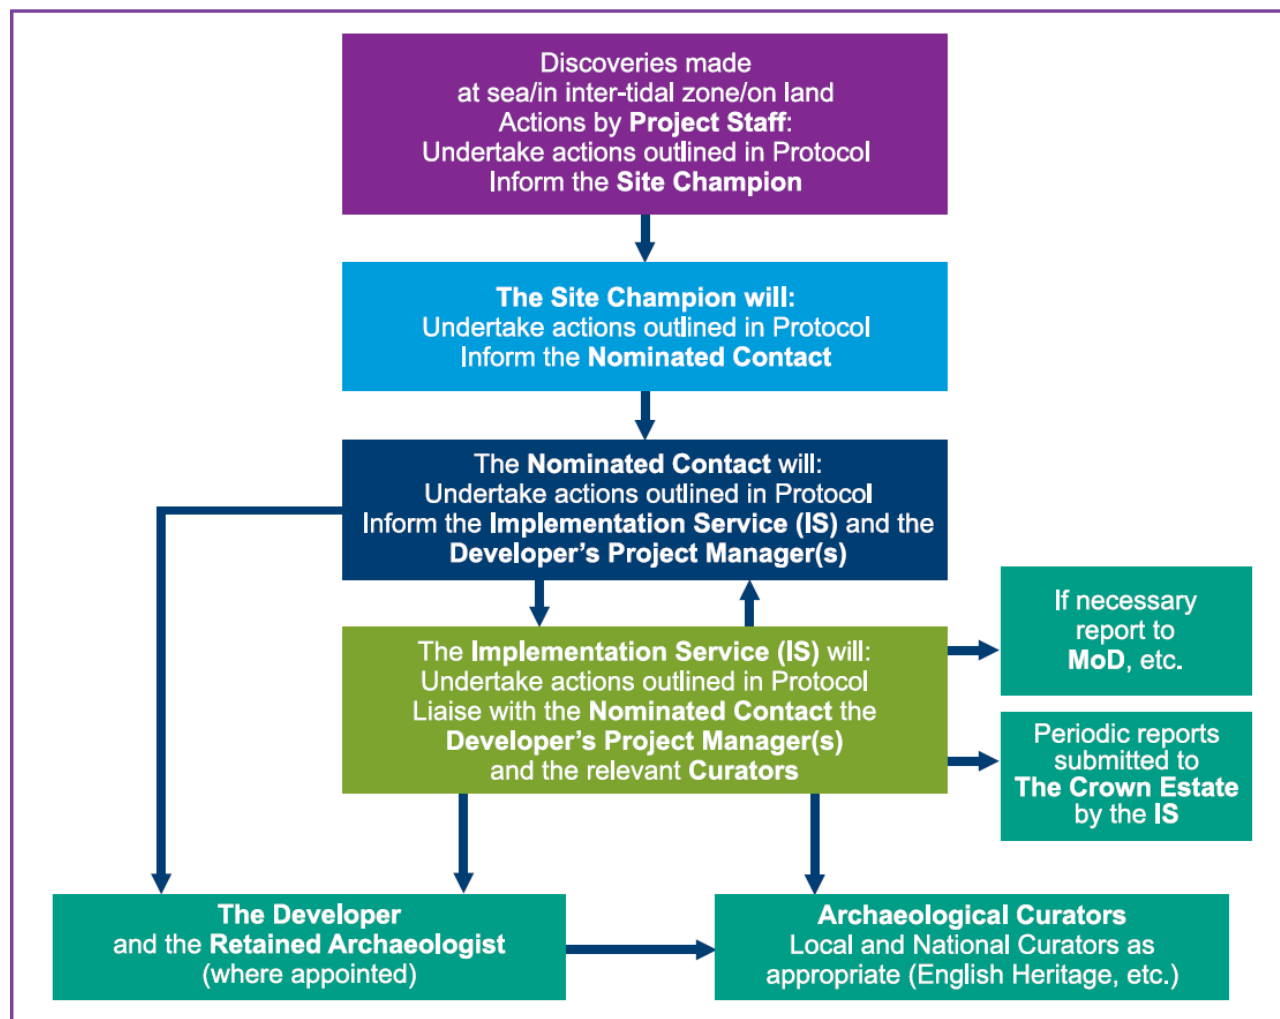 Discoveries made
at sea/in inter-tidal zone/on land
Actions by Project Staff:
Undertake actions outlined in Protocol
Inform the Site Champion
The Site Champion will:
Undertake actions outlined in Protocol
Inform the Nominated Contact
The Nominated Contact will:
Undertake actions outlined in Protocol
Inform the Implementation Service (IS) and the
Developer’s Project Manager(s)
The Implementation Service (IS) will:
Undertake actions outlined in Protocol
Liaise with the Nominated Contact the
Developer’s Project Manager(s)
and the relevant Curators
If necessary
report to
MoD, etc.
Periodic reports
submitted to
The Crown Estate
by the IS
The Developer
and the Retained Archaeologist
(where appointed)
Archaeological Curators
Local and National Curators as
appropriate (English Heritage, etc.)